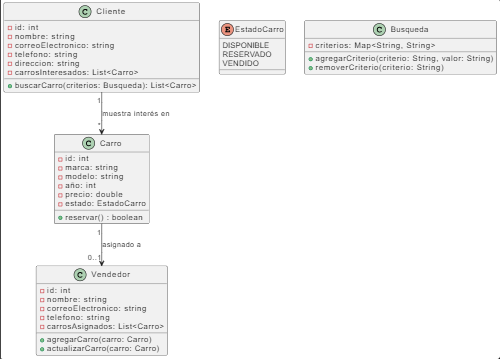 C Cliente
id: int
nombre: string
correoElectronico: string
telefono: string
direccion: string
carrosInteresados: List<Carro>
buscarCarro(criterios: Busqueda): List<Carro>
E EstadoCarro
DISPONIBLE
RESERVADO
VENDIDO
C Busqueda
criterios: Map<String, String>
agregarCriterio(criterio: String, valor: String)
removerCriterio(criterio: String)
1
muestra interés en
*
C Carro
id: int
marca: string
modelo: string
año: int
precio: double
estado: EstadoCarro
reservar() : boolean
1
asignado a
0..1
C Vendedor
id: int
nombre: string
correoElectronico: string
telefono: string
carrosAsignados: List<Carro>
agregarCarro(carro: Carro)
actualizarCarro(carro: Carro)